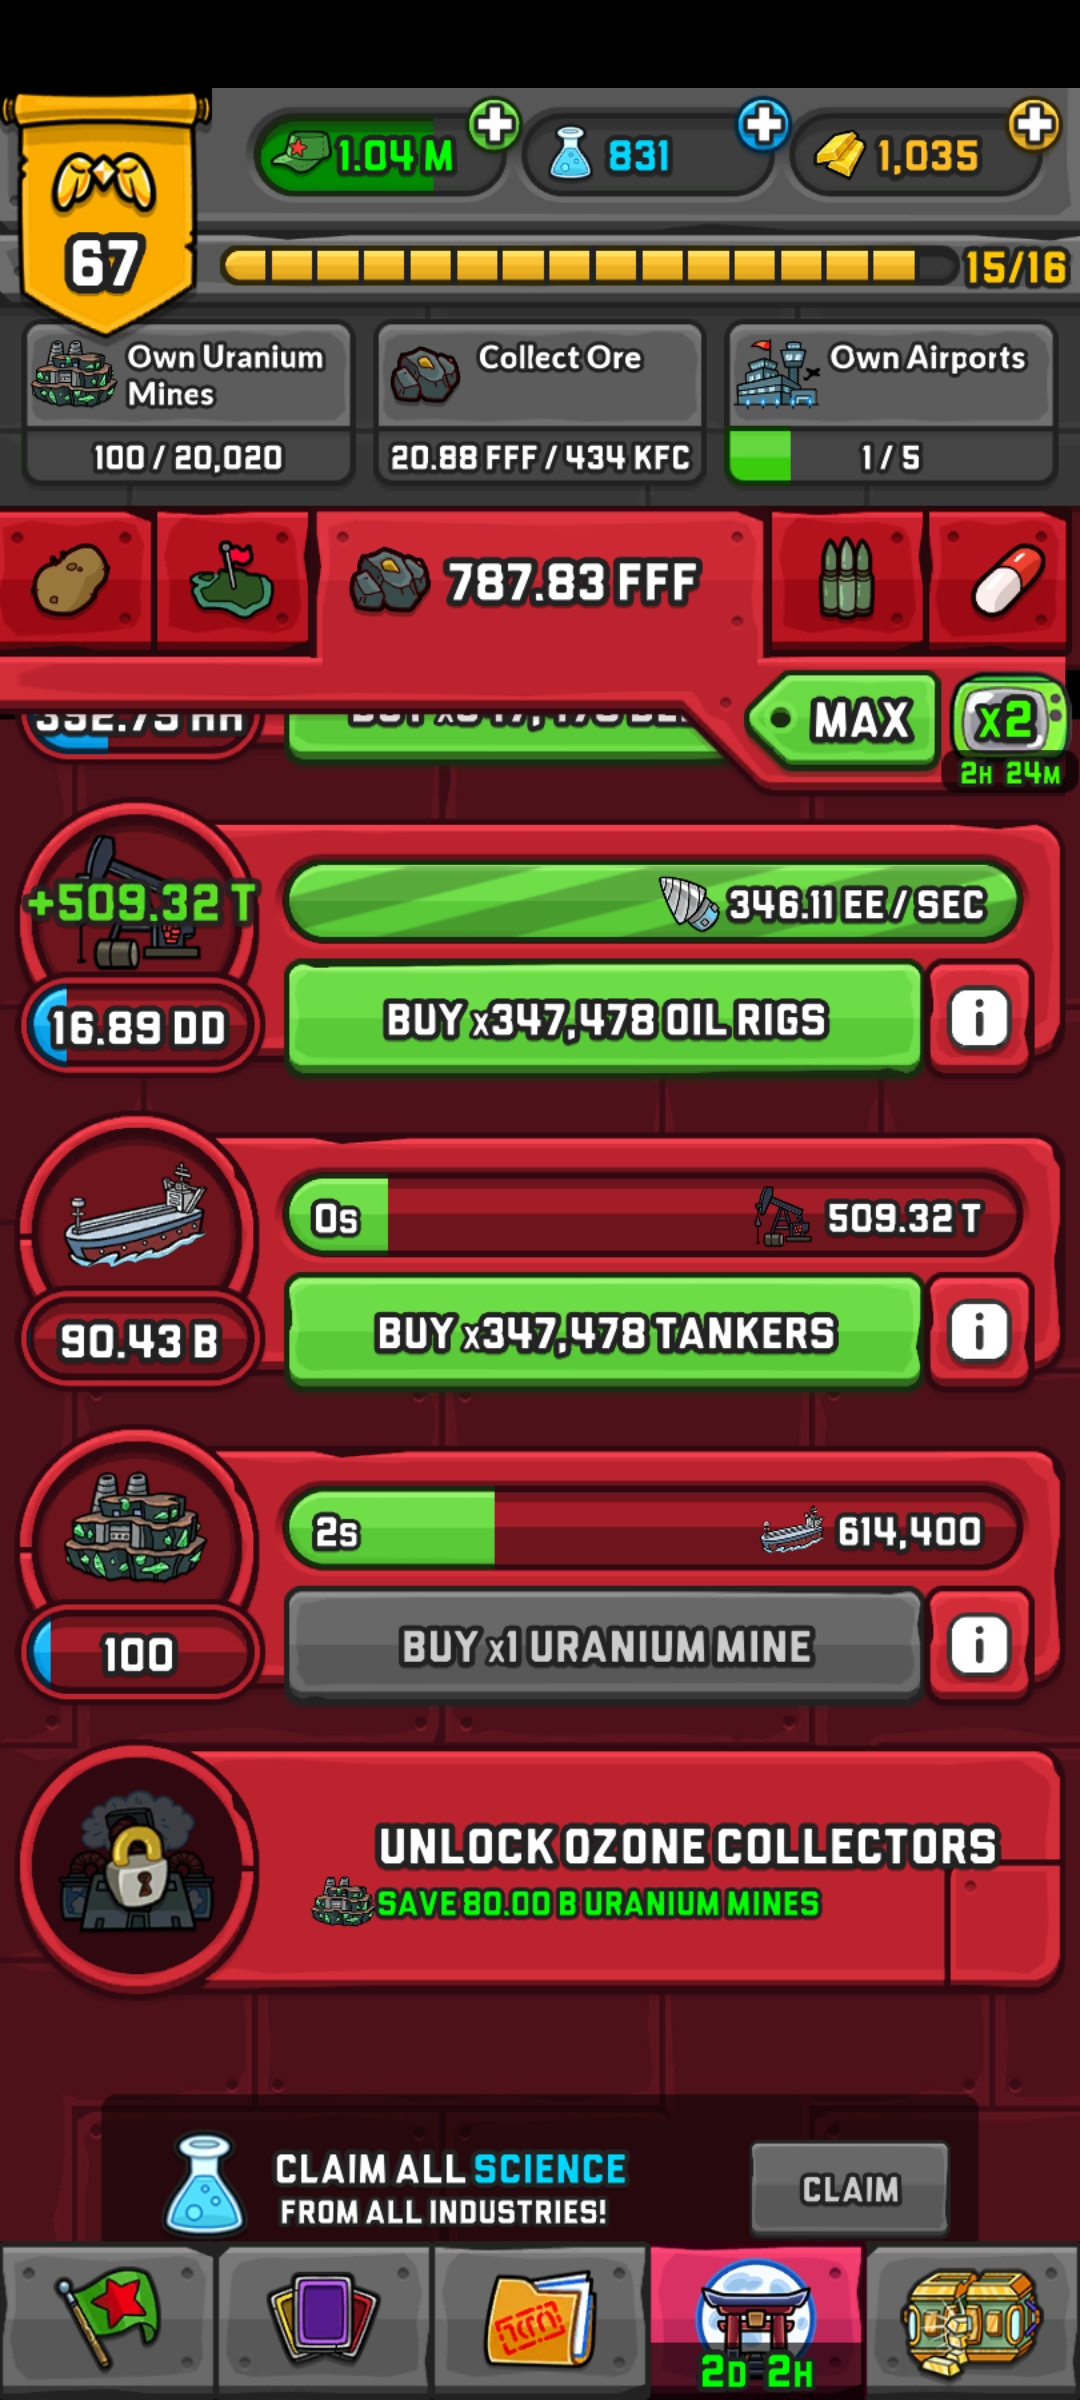 1.04 M
831
1,035
67
15/16
Own Uranium
Mines
100 / 20,020
Collect Ore
20.88 FFF / 434 KFC
Own Airports
1 / 5
787.83 FFF
MAX
x2
2H 24M
+509.32 T
346.11 EE / SEC
16.89 DD
BUY x347,478 OIL RIGS
i
0s
509.32 T
90.43 B
BUY x347,478 TANKERS
i
2s
614,400
100
BUY x1 URANIUM MINE
i
UNLOCK OZONE COLLECTORS
SAVE 80.00 B URANIUM MINES
CLAIM ALL SCIENCE
FROM ALL INDUSTRIES!
CLAIM
2D 2H